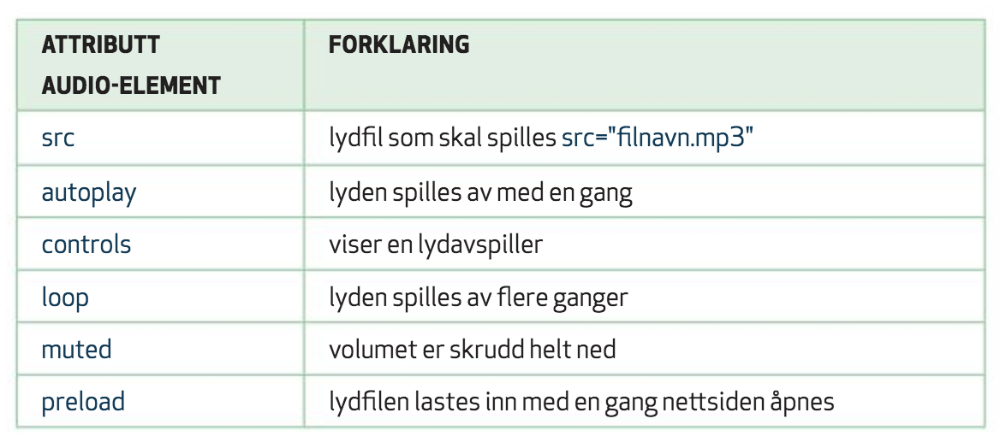 ATTRIBUTT
AUDIO-ELEMENT
FORKLARING
src
lydfil som skal spilles src="filnavn.mp3"
autoplay
lyden spilles av med en gang
controls
viser en lydavspiller
loop
lyden spilles av flere ganger
muted
volumet er skrudd helt ned
preload
lydfilen lastes inn med en gang nettsiden åpnes